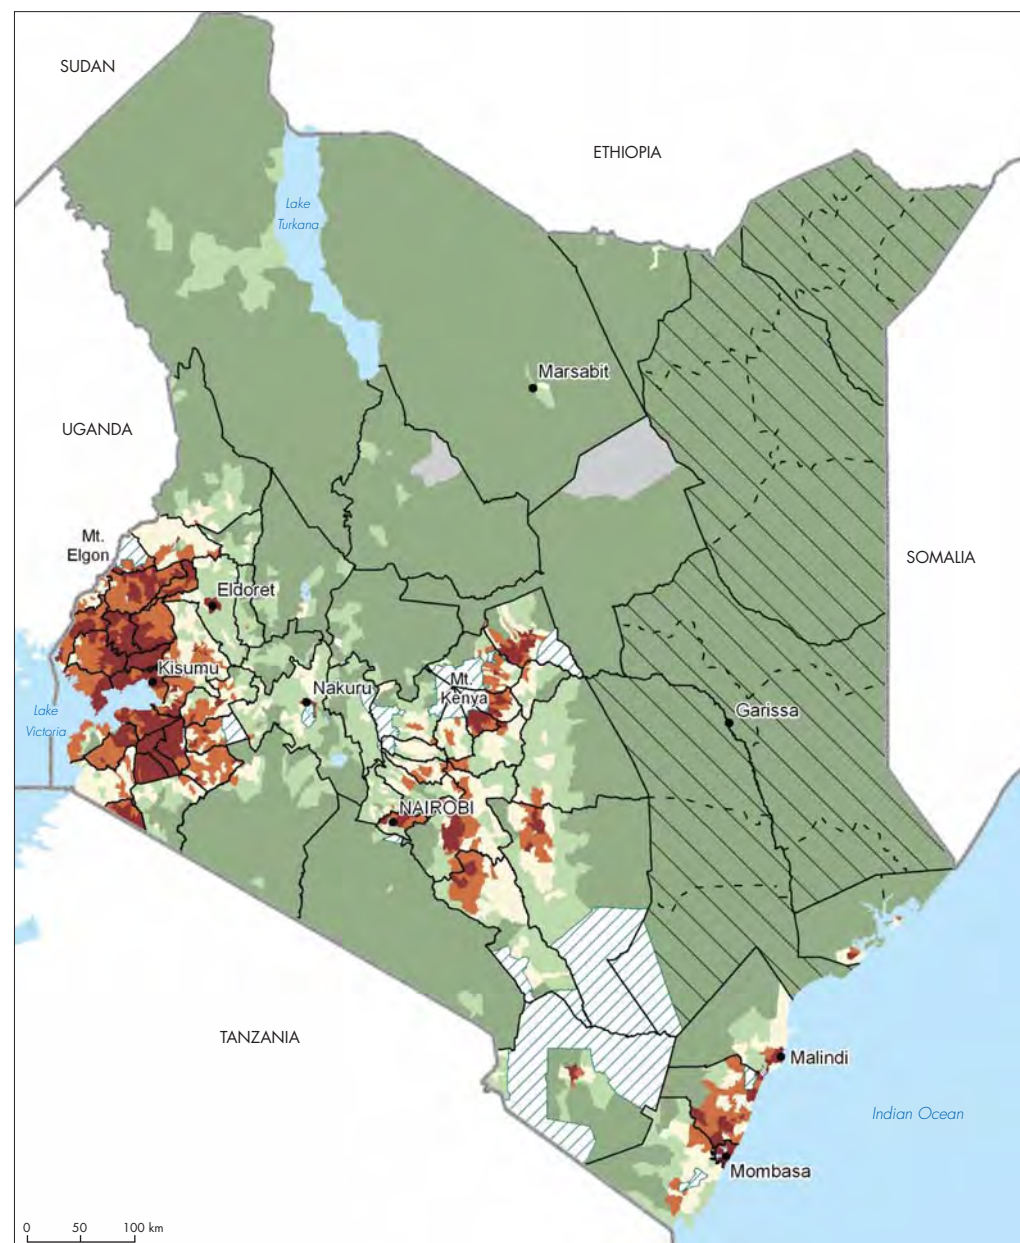 SUDAN
ETHIOPIA
Lake
Turkana
Marsabit
UGANDA
Mt.
Elgon
SOMALIA
Eldoret
Kisumu
Mt.
Kenya
Nakuru
Lake
Victoria
Garissa
NAIROBI
TANZANIA
Malindi
Indian Ocean
Mombasa
0 50 100 km